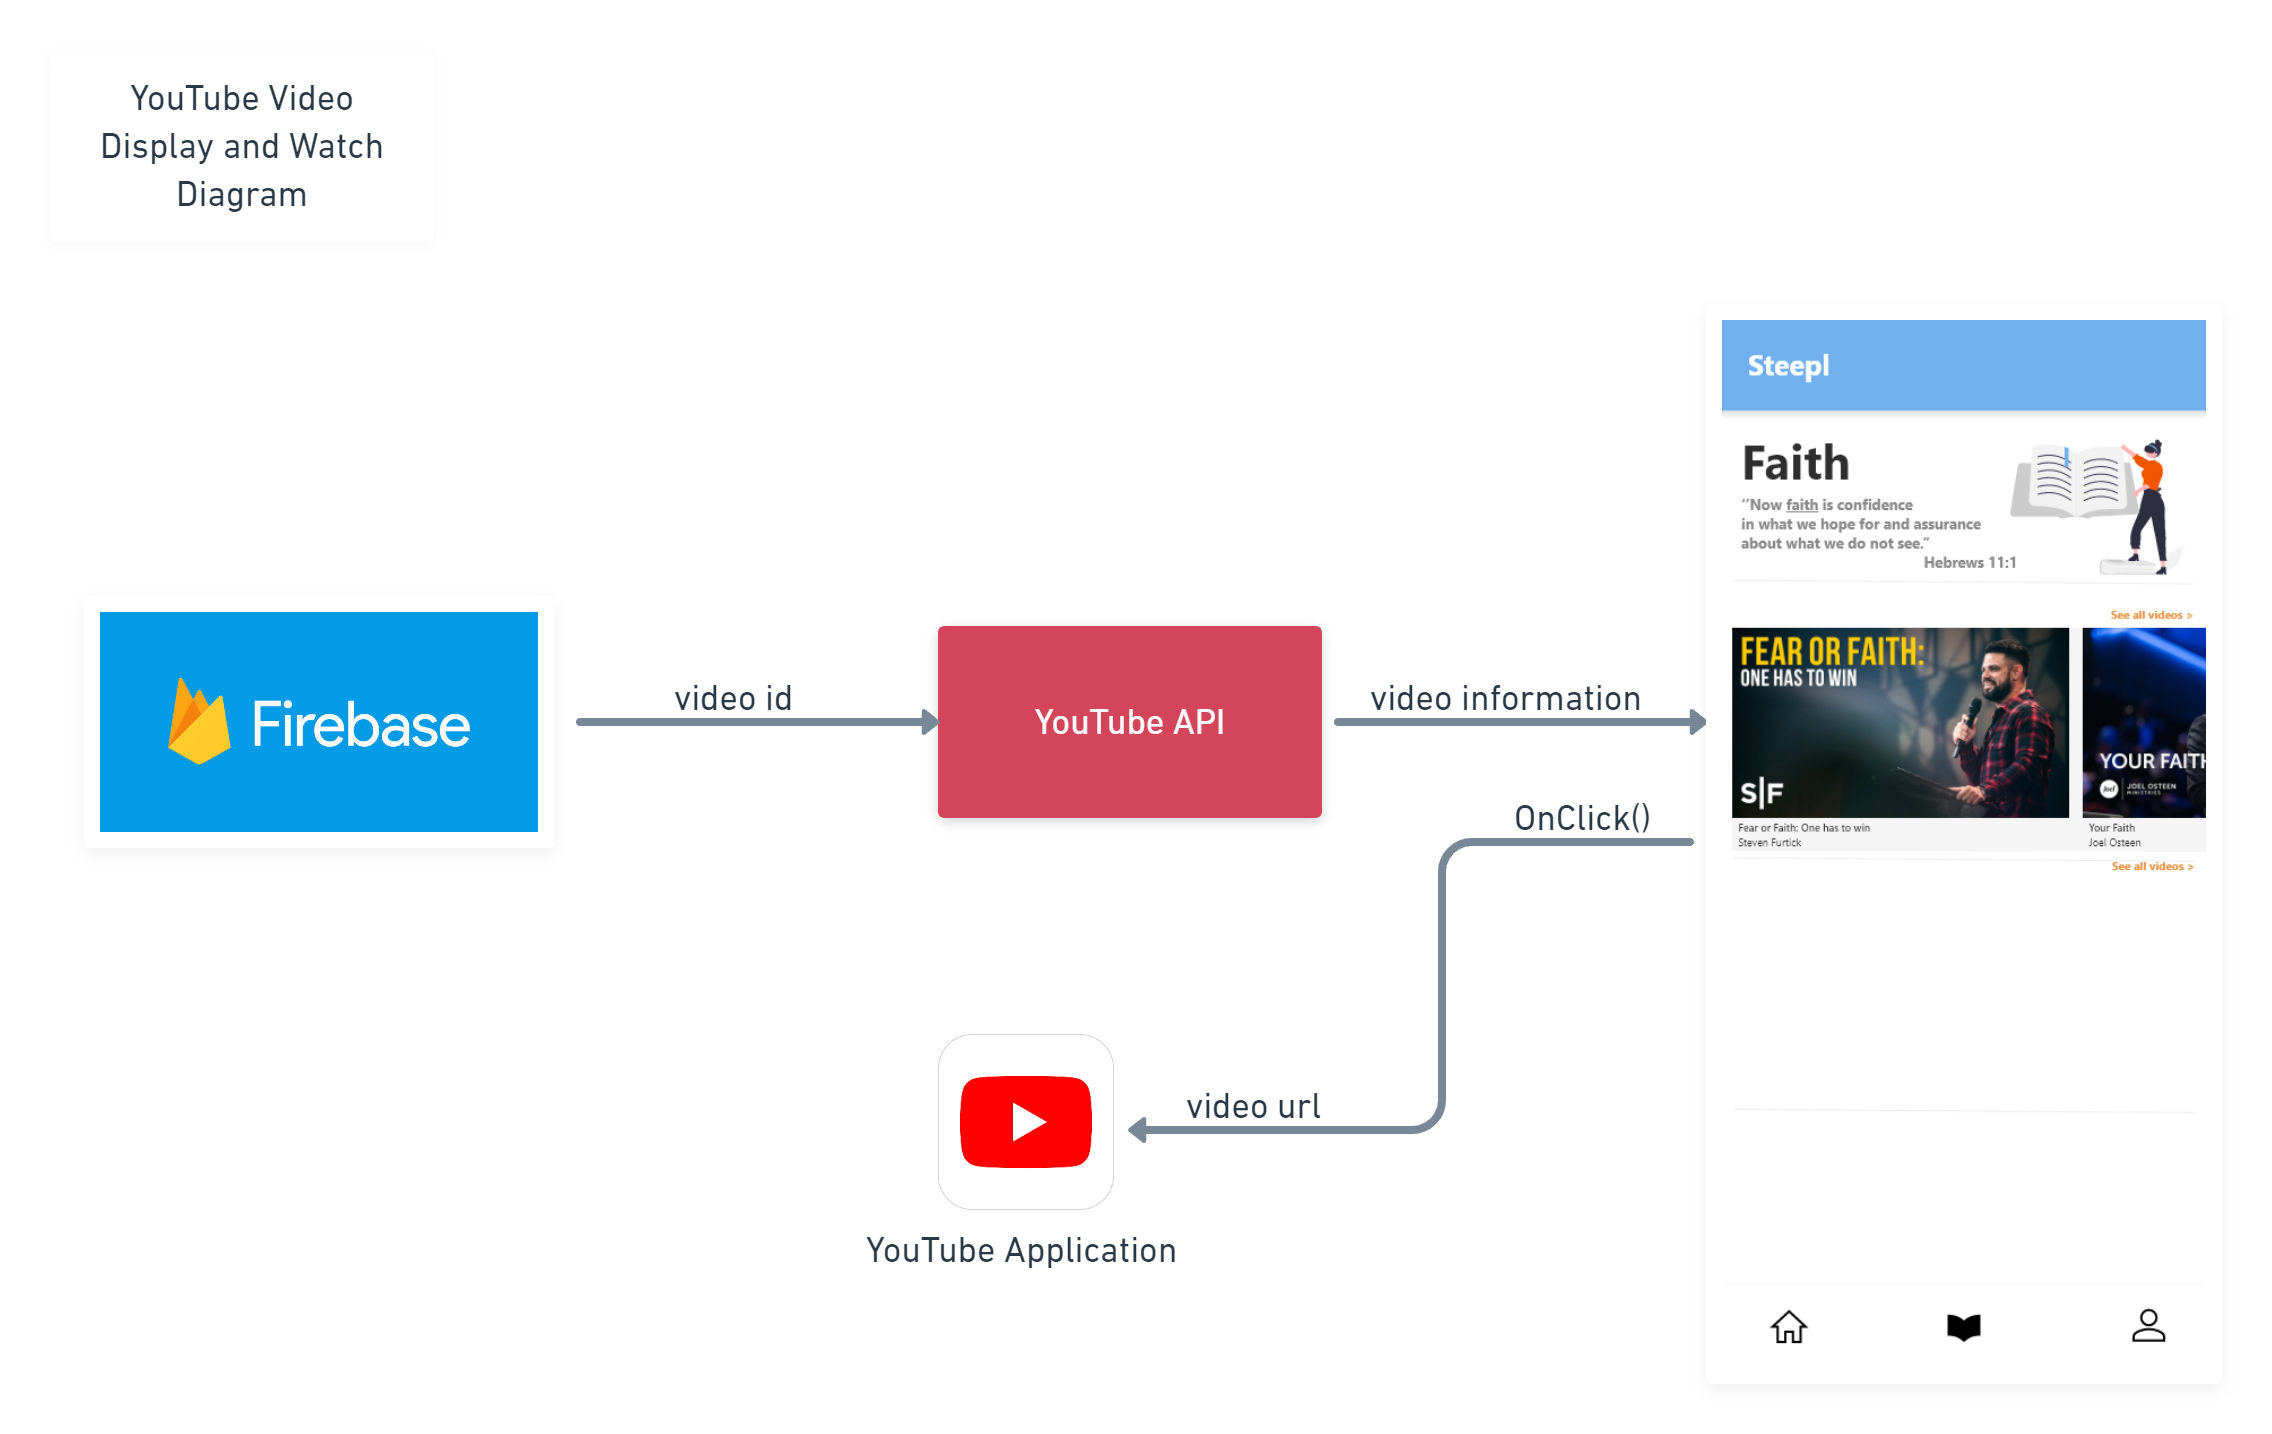 YouTube Video
Display and Watch
Diagram
Firebase
video id
YouTube API
video information
OnClick()
video url
YouTube Application
Steepl
Faith
“Now faith is confidence
in what we hope for and assurance
about what we do not see.”
Hebrews 11:1
See all videos >
FEAR OR FAITH:
ONE HAS TO WIN
S|F
Fear or Faith: One has to win
Steven Furtick
YOUR FAITH
Joel
JOEL OSTEEN
MINISTRIES
Your Faith
Joel Osteen
See all videos >